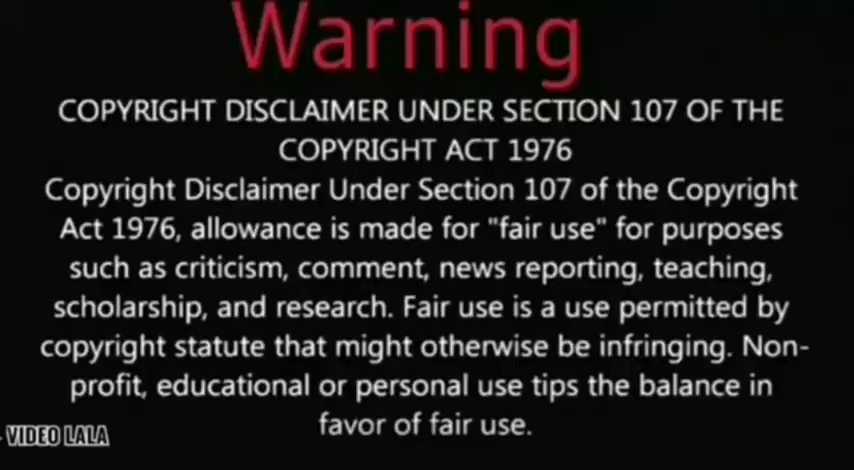 Warning
COPYRIGHT DISCLAIMER UNDER SECTION 107 OF THE
COPYRIGHT ACT 1976
Copyright Disclaimer Under Section 107 of the Copyright
Act 1976, allowance is made for "fair use" for purposes
such as criticism, comment, news reporting, teaching,
scholarship, and research. Fair use is a use permitted by
copyright statute that might otherwise be infringing. Non-
profit, educational or personal use tips the balance in
favor of fair use.
VIDEO LALA